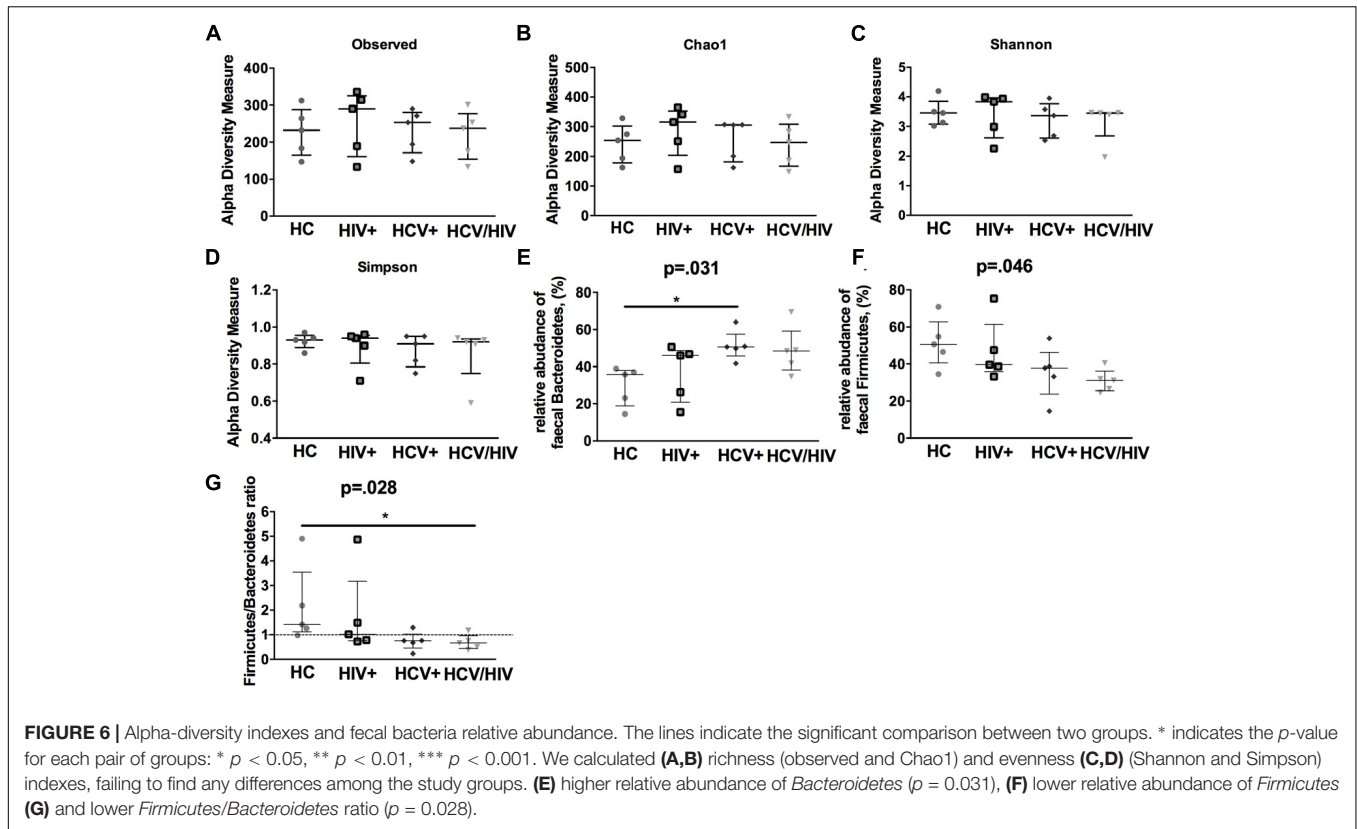 A
Observed
Alpha Diversity Measure
400
300
200
100
0
HC HIV+ HCV+ HCV/HIV
B
Chao1
Alpha Diversity Measure
500
400
300
200
100
0
HC HIV+ HCV+ HCV/HIV
C
Shannon
Alpha Diversity Measure
5
4
3
2
1
0
HC HIV+ HCV+ HCV/HIV
D
Simpson
Alpha Diversity Measure
1.2
1.0
0.8
0.6
0.4
HC HIV+ HCV+ HCV/HIV
E
p=.031
*
relative abudance of
faecal Bacteroidetes, (%)
80
60
40
20
0
HC HIV+ HCV+ HCV/HIV
F
p=.046
relative abudance of
faecal Firmicutes, (%)
80
60
40
20
0
HC HIV+ HCV+ HCV/HIV
G
p=.028
*
Firmicutes/Bacteroidetes ratio
6
5
4
3
2
1
0
HC HIV+ HCV+ HCV/HIV
FIGURE 6 | Alpha-diversity indexes and fecal bacteria relative abundance. The lines indicate the significant comparison between two groups. * indicates the p-value
for each pair of groups: * p < 0.05, ** p < 0.01, *** p < 0.001. We calculated (A,B) richness (observed and Chao1) and evenness (C,D) (Shannon and Simpson)
indexes, failing to find any differences among the study groups. (E) higher relative abundance of Bacteroidetes (p = 0.031), (F) lower relative abundance of Firmicutes
(G) and lower Firmicutes/Bacteroidetes ratio (p = 0.028).